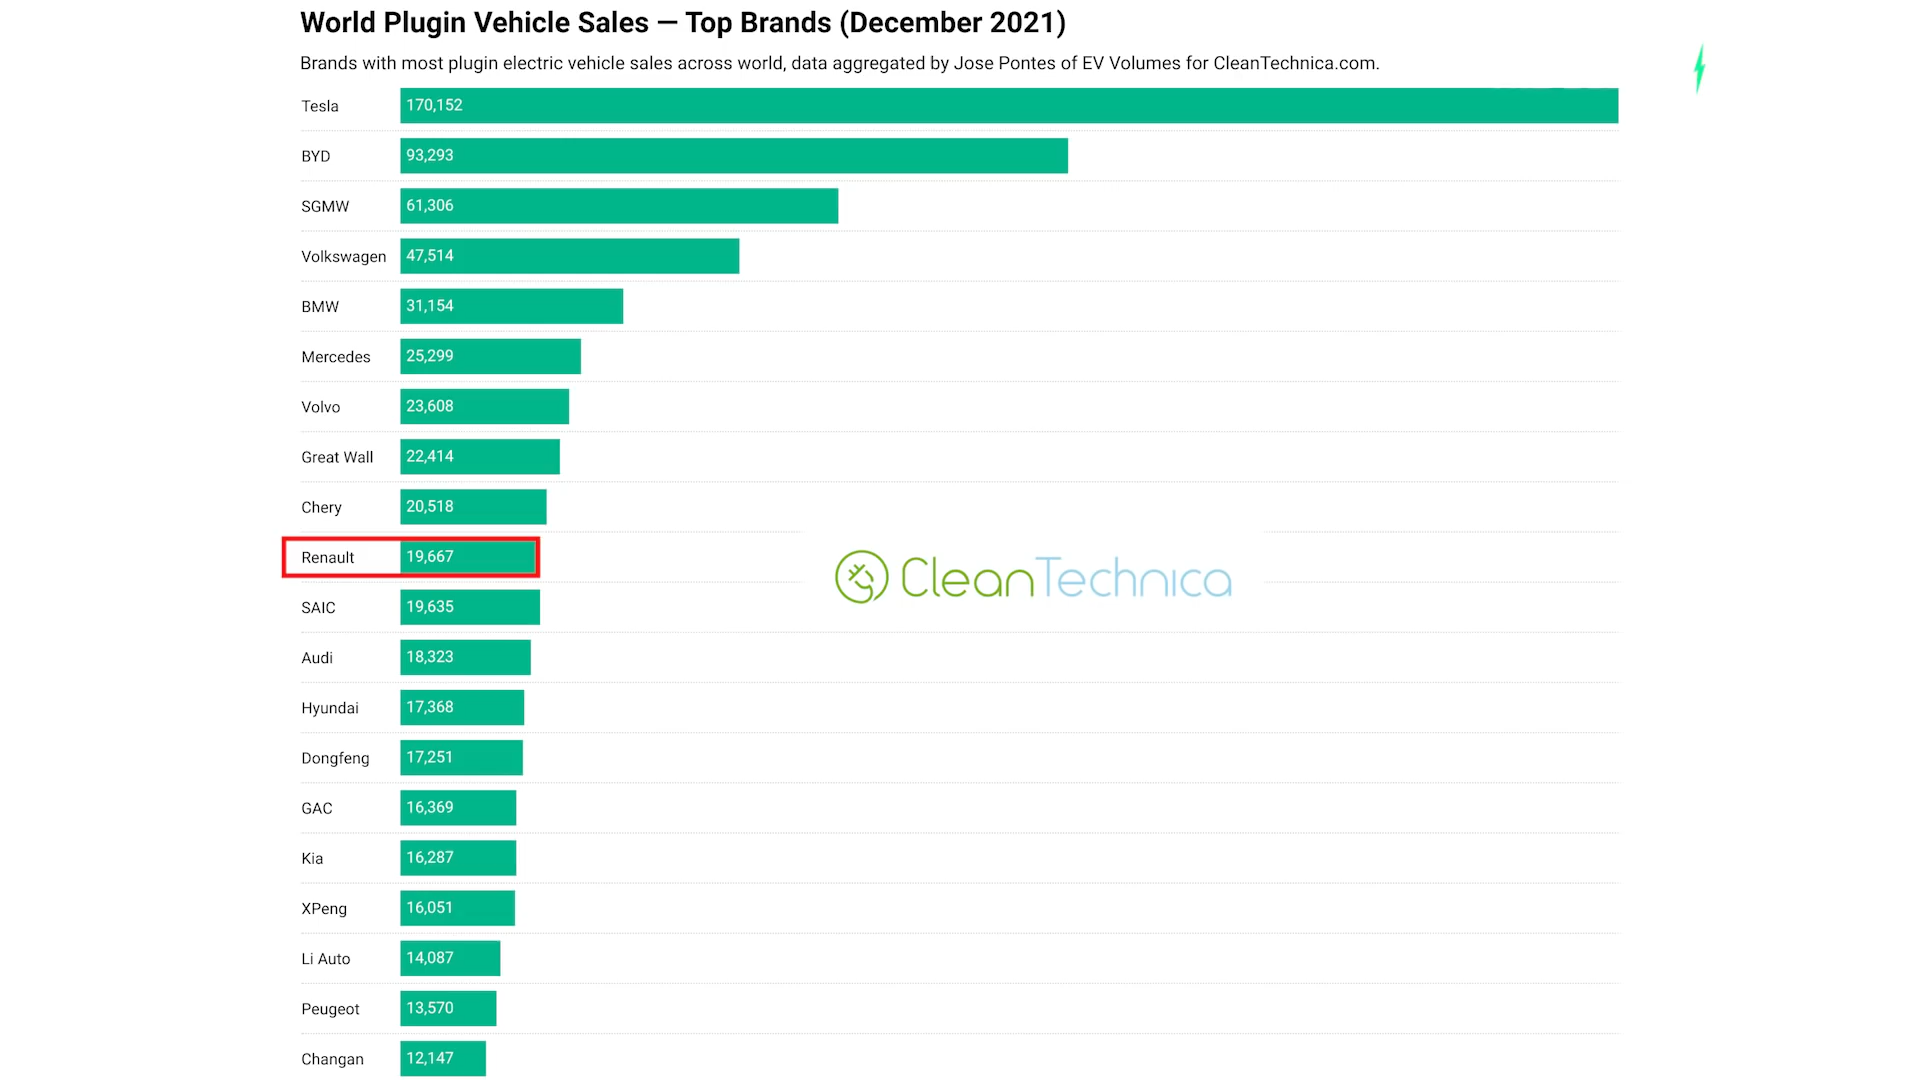 World Plugin Vehicle Sales — Top Brands (December 2021)
Brands with most plugin electric vehicle sales across world, data aggregated by Jose Pontes of EV Volumes for CleanTechnica.com.
Tesla 170,152
BYD 93,293
SGMW 61,306
Volkswagen 47,514
BMW 31,154
Mercedes 25,299
Volvo 23,608
Great Wall 22,414
Chery 20,518
Renault 19,667
CleanTechnica
SAIC 19,635
Audi 18,323
Hyundai 17,368
Dongfeng 17,251
GAC 16,369
Kia 16,287
XPeng 16,051
Li Auto 14,087
Peugeot 13,570
Changan 12,147